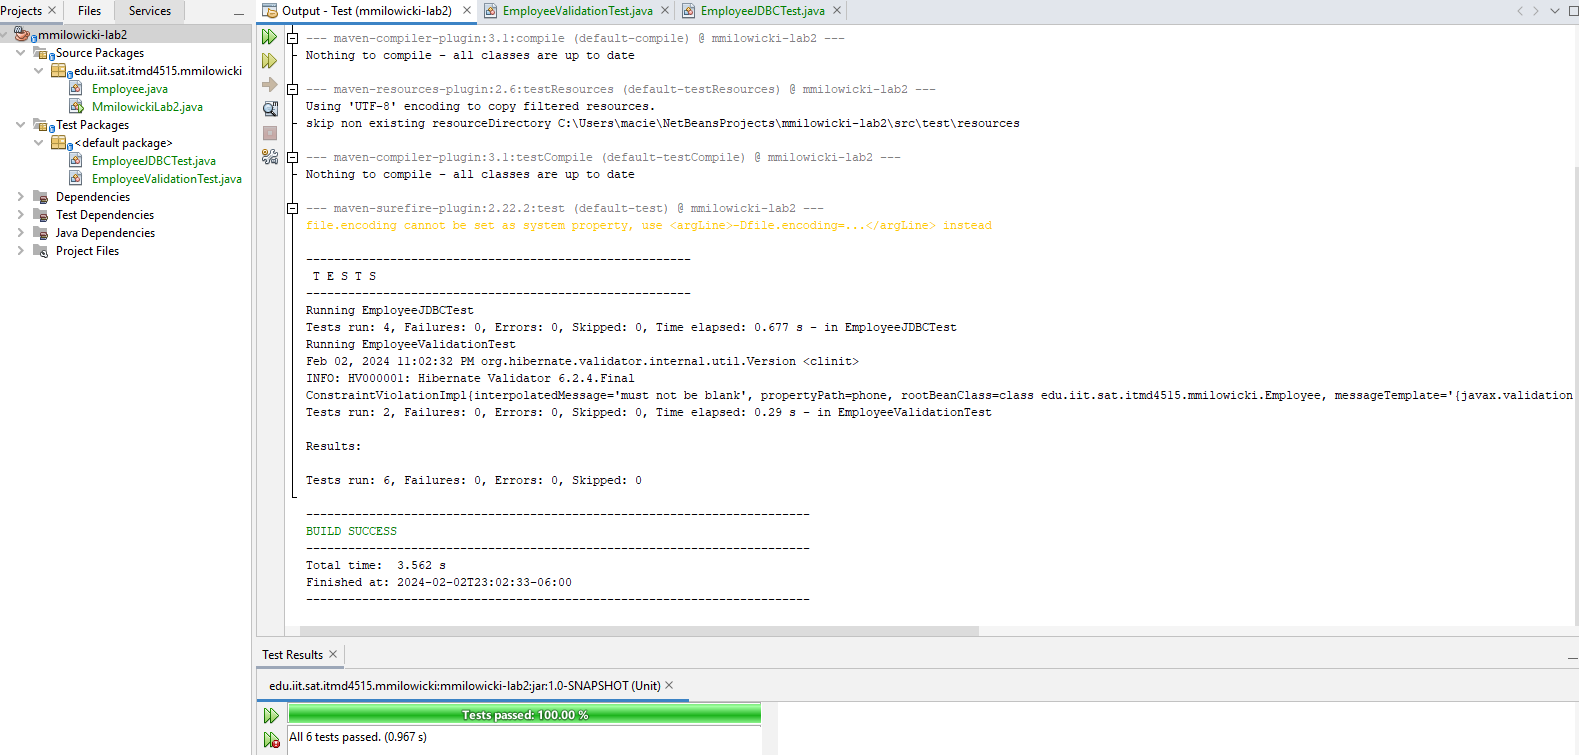 Projects
Files
Services
mmilowicki-lab2
Source Packages
edu.iit.sat.itmd4515.mmilowicki
Employee.java
MmilowickiLab2.java
Test Packages
<default package>
EmployeeJDBCTest.java
EmployeeValidationTest.java
Dependencies
Test Dependencies
Java Dependencies
Project Files
Output - Test (mmilowicki-lab2)
EmployeeValidationTest.java
EmployeeJDBCTest.java
--- maven-compiler-plugin:3.1:compile (default-compile) @ mmilowicki-lab2 ---
Nothing to compile - all classes are up to date
--- maven-resources-plugin:2.6:testResources (default-testResources) @ mmilowicki-lab2 ---
Using 'UTF-8' encoding to copy filtered resources.
skip non existing resourceDirectory C:\Users\macie\NetBeansProjects\mmilowicki-lab2\src\test\resources
--- maven-compiler-plugin:3.1:testCompile (default-testCompile) @ mmilowicki-lab2 ---
Nothing to compile - all classes are up to date
--- maven-surefire-plugin:2.22.2:test (default-test) @ mmilowicki-lab2 ---
file.encoding cannot be set as system property, use <argLine>-Dfile.encoding=...</argLine> instead
-------------------------------------------------------
T E S T S
-------------------------------------------------------
Running EmployeeJDBCTest
Tests run: 4, Failures: 0, Errors: 0, Skipped: 0, Time elapsed: 0.677 s - in EmployeeJDBCTest
Running EmployeeValidationTest
Feb 02, 2024 11:02:32 PM org.hibernate.validator.internal.util.Version <clinit>
INFO: HV000001: Hibernate Validator 6.2.4.Final
ConstraintViolationImpl{interpolatedMessage='must not be blank', propertyPath=phone, rootBeanClass=class edu.iit.sat.itmd4515.mmilowicki.Employee, messageTemplate='{javax.validation
Tests run: 2, Failures: 0, Errors: 0, Skipped: 0, Time elapsed: 0.29 s - in EmployeeValidationTest
Results:
Tests run: 6, Failures: 0, Errors: 0, Skipped: 0
------------------------------------------------------------------------
BUILD SUCCESS
------------------------------------------------------------------------
Total time:  3.562 s
Finished at: 2024-02-02T23:02:33-06:00
------------------------------------------------------------------------
Test Results
edu.iit.sat.itmd4515.mmilowicki:mmilowicki-lab2:jar:1.0-SNAPSHOT (Unit)
Tests passed: 100.00 %
All 6 tests passed. (0.967 s)